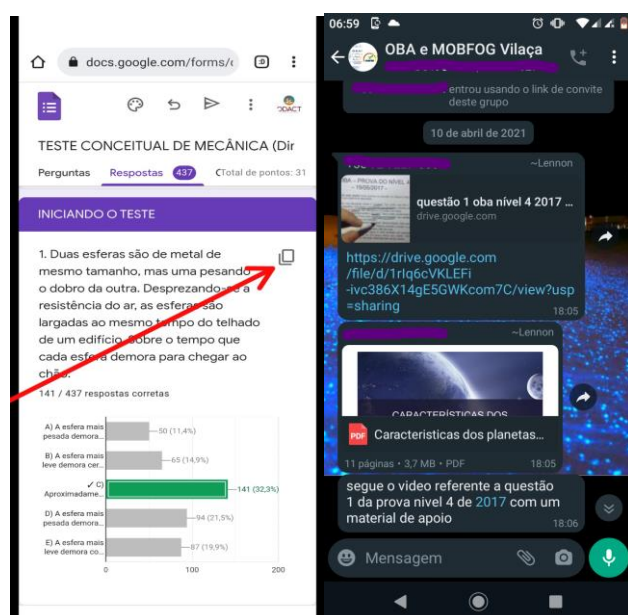 docs.google.com/forms/
TESTE CONCEITUAL DE MECÂNICA (Dir
Perguntas Respostas 437 Total de pontos: 31
INICIANDO O TESTE
1. Duas esferas são de metal de
mesmo tamanho, mas uma pesando
o dobro da outra. Desprezando-se a
resistência do ar, as esferas são
largadas ao mesmo tempo do telhado
de um edifício. Sobre o tempo que
cada esfera demora para chegar ao
chão:
141 / 437 respostas corretas
A) A esfera mais
pesada demora...
50 (11,4%)
B) A esfera mais
leve demora cer...
65 (14,9%)
✓ C)
Aproximadame...
141 (32,3%)
D) A esfera mais
pesada demora...
94 (21,5%)
E) A esfera mais
leve demora co...
87 (19,9%)
0 100 200
06:59
OBA e MOBFOG Vilaça
entrou usando o link de convite
deste grupo
10 de abril de 2021
~Lennon
questão 1 oba nível 4 2017 ...
drive.google.com
https://drive.google.com
/file/d/1rlq6cVKLEFi
-ivc386X14gE5GWKcom7C/view?usp
=sharing
18:05
~Lennon
CARACTERÍSTICAS DOS
PDF Caracteristicas dos planetas...
11 páginas • 3,7 MB • PDF 18:05
segue o video referente a questão
1 da prova nivel 4 de 2017 com um
material de apoio
18:06
Mensagem